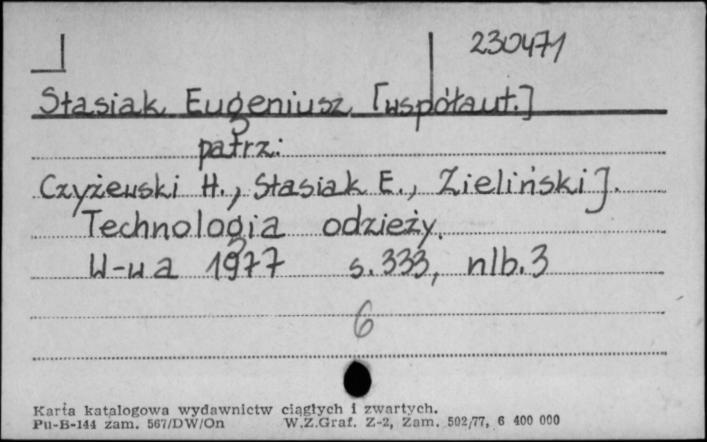 230471
Stasiak Eugeniusz [współaut.]
patrz:
Czyżewski H., Stasiak E., Zieliński J.
Technologia odzieży.
W-wa 1977 s. 333, nlb. 3
6
Karta katalogowa wydawnictw ciągłych i zwartych.
Pu-B-144 zam. 567/DW/On W.Z.Graf. Z-2, Zam. 502/77, 6 400 000